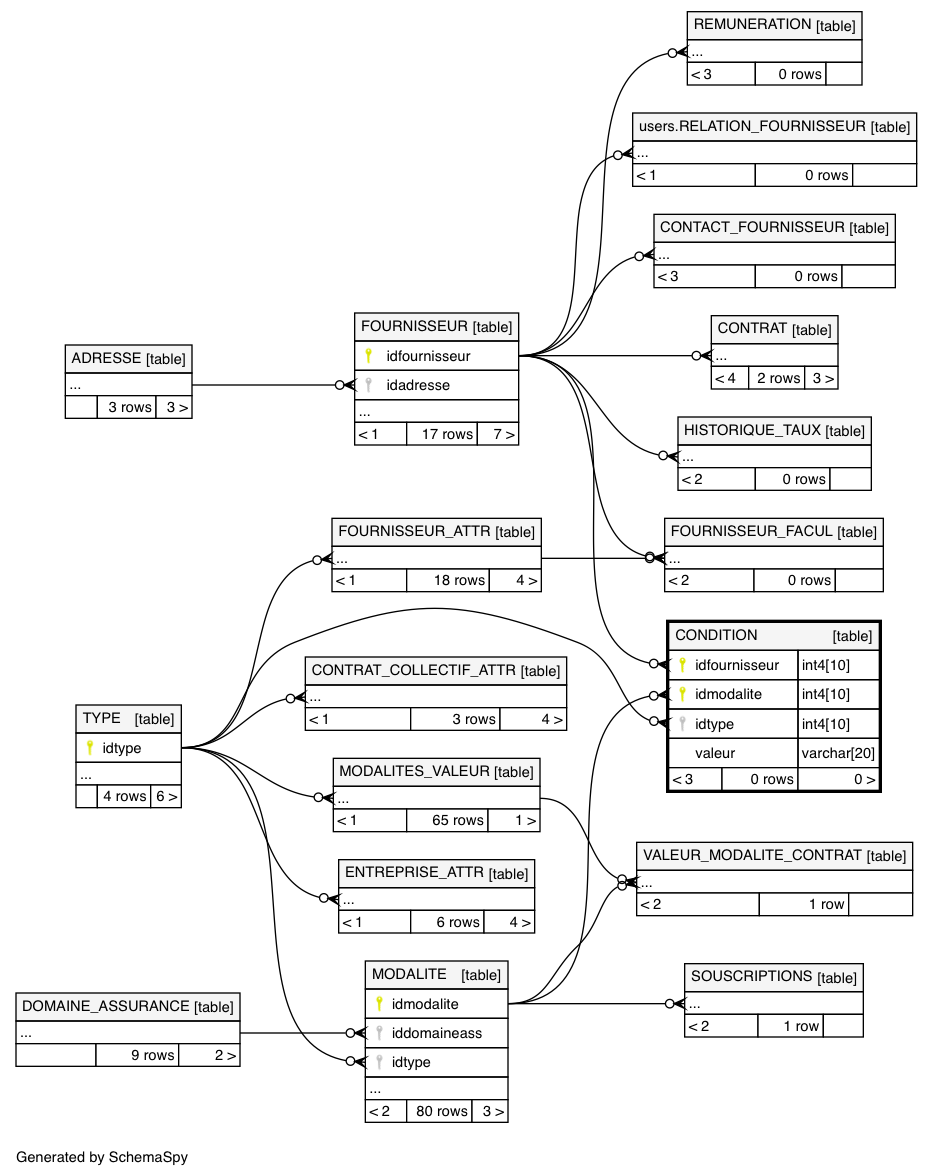 REMUNERATION [table]
...
< 3 0 rows
users.RELATION_FOURNISSEUR [table]
...
< 1 0 rows
CONTACT_FOURNISSEUR [table]
...
< 3 0 rows
FOURNISSEUR [table]
idfournisseur
idadresse
...
< 1 17 rows 7 >
CONTRAT [table]
...
< 4 2 rows 3 >
ADRESSE [table]
...
3 rows 3 >
HISTORIQUE_TAUX [table]
...
< 2 0 rows
FOURNISSEUR_ATTR [table]
...
< 1 18 rows 4 >
FOURNISSEUR_FACUL [table]
...
< 2 0 rows
CONDITION [table]
idfournisseur int4[10]
idmodalite int4[10]
idtype int4[10]
valeur varchar[20]
< 3 0 rows 0 >
CONTRAT_COLLECTIF_ATTR [table]
...
< 1 3 rows 4 >
TYPE [table]
idtype
...
4 rows 6 >
MODALITES_VALEUR [table]
...
< 1 65 rows 1 >
VALEUR_MODALITE_CONTRAT [table]
...
< 2 1 row
ENTREPRISE_ATTR [table]
...
< 1 6 rows 4 >
MODALITE [table]
idmodalite
iddomaineass
idtype
...
< 2 80 rows 3 >
SOUSCRIPTIONS [table]
...
< 2 1 row
DOMAINE_ASSURANCE [table]
...
9 rows 2 >
Generated by SchemaSpy